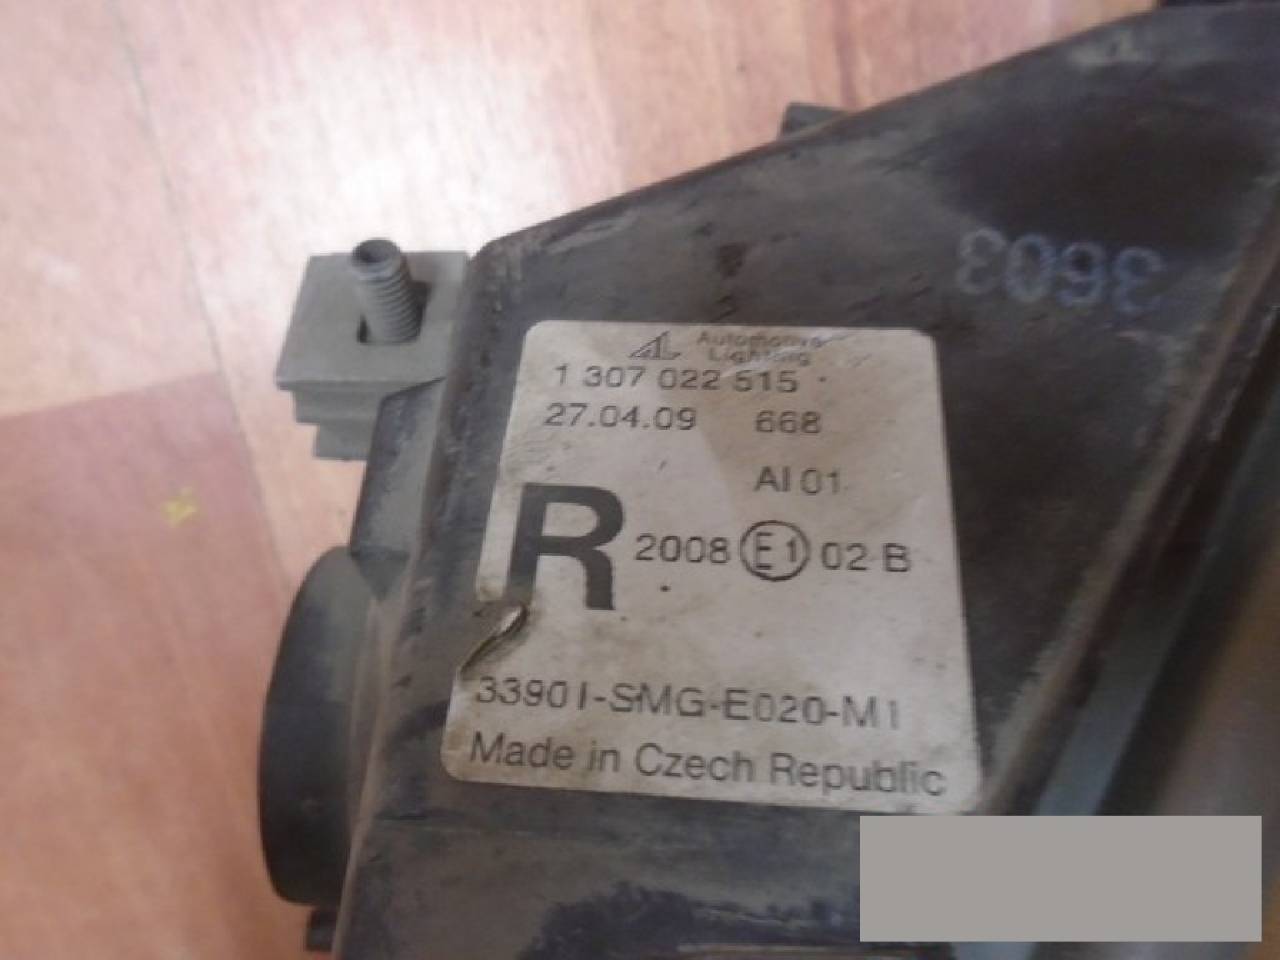 3603
AL Automotive
Lighting
1 307 022 515
27.04.09 668
AI 01
R 2008 E1 02 B
33901-SMG-E020-M1
Made in Czech Republic